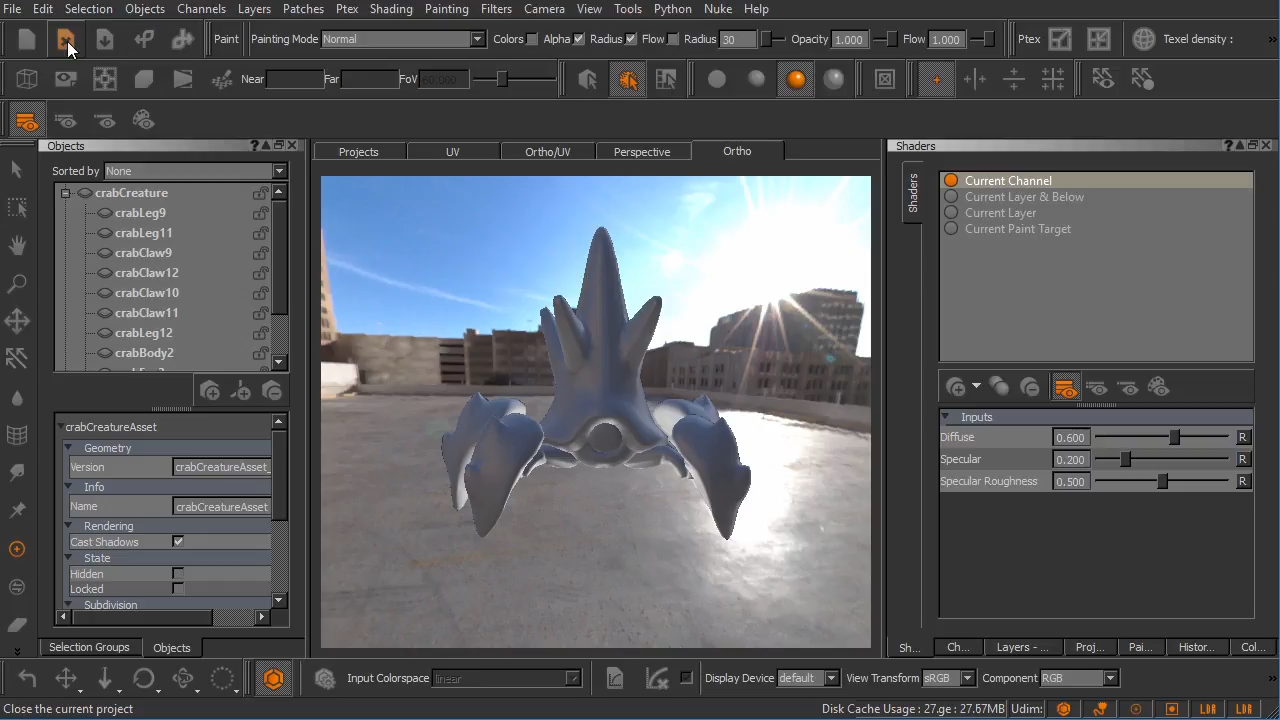 File Edit Selection Objects Channels Layers Patches Ptex Shading Painting Filters Camera View Tools Python Nuke Help
Paint Painting Mode Normal Colors Alpha Radius Flow Radius 30 Opacity 1.000 Flow 1.000 Ptex Texel density : »
Near Far FoV
Objects
Sorted by None
crabCreature
crabLeg9
crabLeg11
crabClaw9
crabClaw12
crabClaw10
crabClaw11
crabLeg12
crabBody2
crabCreatureAsset
Geometry
Version crabCreatureAsset_
Info
Name crabCreatureAsset
Rendering
Cast Shadows
State
Hidden
Locked
Subdivision
Selection Groups Objects
Projects UV Ortho/UV Perspective Ortho
Shaders
Shaders
Current Channel
Current Layer & Below
Current Layer
Current Paint Target
Inputs
Diffuse 0.600 R
Specular 0.200 R
Specular Roughness 0.500 R
Sh... Ch... Layers - ... Proj... Pai... Histor... Col...
Input Colorspace linear Display Device default View Transform sRGB Component RGB »
Close the current project Disk Cache Usage : 27.ge : 27.67MB Udim: LDR LDR